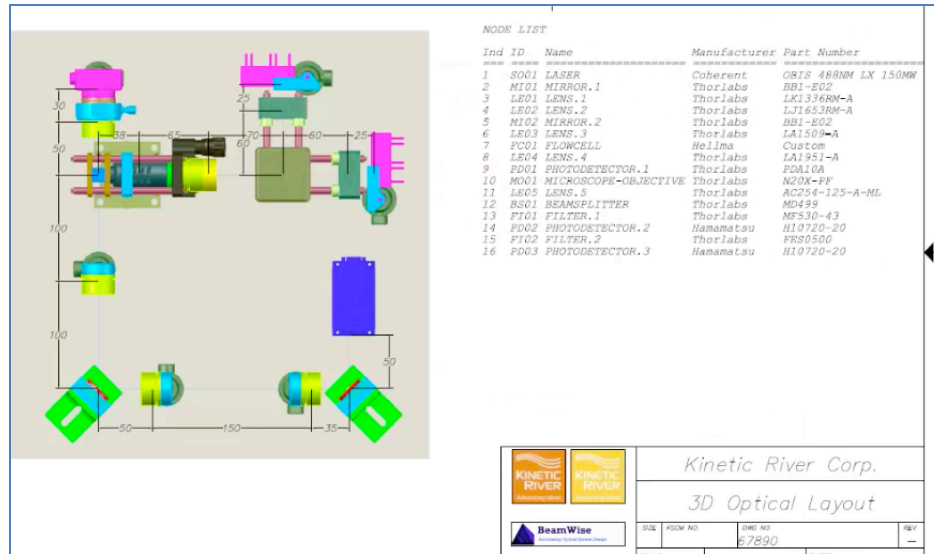 30
50
38
65
70
60
25
25
60
100
100
50
50
150
35
NODE LIST
Ind ID Name Manufacturer Part Number
1 SO01 LASER Coherent OBIS 488NM LX 150MW
2 MI01 MIRROR.1 Thorlabs BB1-E02
3 LE01 LENS.1 Thorlabs LK1336RM-A
4 LE02 LENS.2 Thorlabs LJ1653RM-A
5 MI02 MIRROR.2 Thorlabs BB1-E02
6 LE03 LENS.3 Thorlabs LA1509-A
7 FC01 FLOWCELL Hellma Custom
8 LE04 LENS.4 Thorlabs LA1951-A
9 PD01 PHOTODETECTOR.1 Thorlabs PDA10A
10 MO01 MICROSCOPE-OBJECTIVE Thorlabs N20X-PF
11 LE05 LENS.5 Thorlabs AC254-125-A-ML
12 BS01 BEAMSPLITTER Thorlabs MD499
13 FI01 FILTER.1 Thorlabs MF530-43
14 PD02 PHOTODETECTOR.2 Hamamatsu H10720-20
15 FI02 FILTER.2 Thorlabs FES0500
16 PD03 PHOTODETECTOR.3 Hamamatsu H10720-20
KINETIC RIVER
KINETIC RIVER
Kinetic River Corp.
3D Optical Layout
BeamWise
SIZE FSCM NO. DWG NO. REV
67890 —